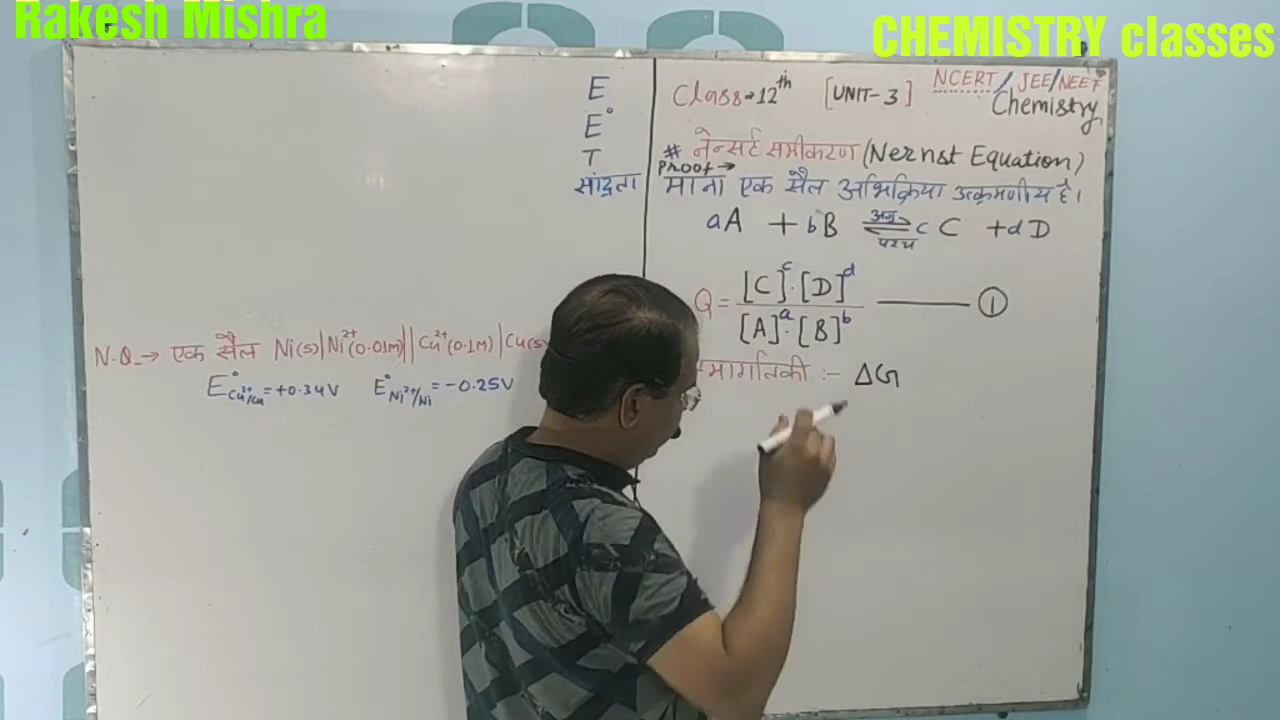 Rakesh Mishra
CHEMISTRY classes
E
E°
T
सांद्रता
N.Q. → एक सैल Ni(s)|Ni²⁺(0.01M)||Cu²⁺(0.1M)|Cu(s)
E°Cu²⁺/Cu = +0.34V E°Ni²⁺/Ni = -0.25V
Class → 12th [UNIT-3] NCERT/JEE/NEET
Chemistry
# नेन्सर्ट समीकरण (Nernst Equation)
Proof →
माना एक सैल अभिक्रिया उत्क्रमणीय है।
aA + bB ⇌ cC + dD
अग्र
पश्च
Q = [C]ᶜ.[D]ᵈ / [A]ᵃ.[B]ᵇ ——— ①
:- ΔG